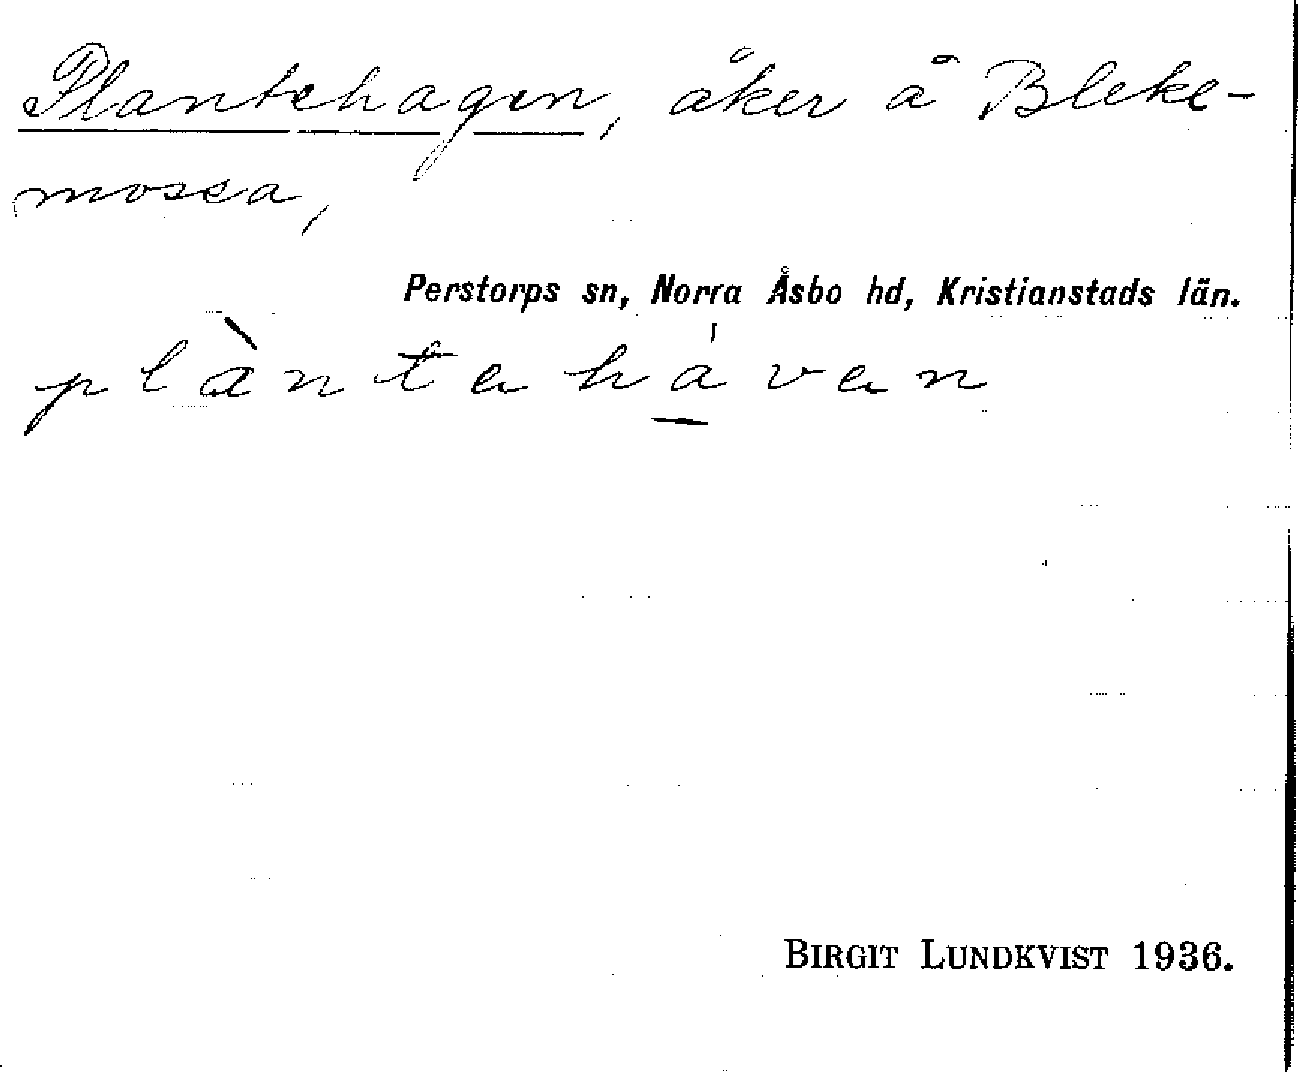 Plantehagen, åker å Bleke-
mossa,
Perstorps sn, Norra Åsbo hd, Kristianstads län.
plàntahávan
BIRGIT LUNDKVIST 1936.